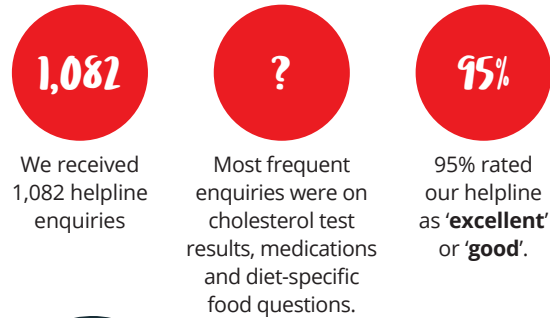 1,082
We received
1,082 helpline
enquiries
?
Most frequent
enquiries were on
cholesterol test
results, medications
and diet-specific
food questions.
95%
95% rated
our helpline
as ‘excellent’
or ‘good’.